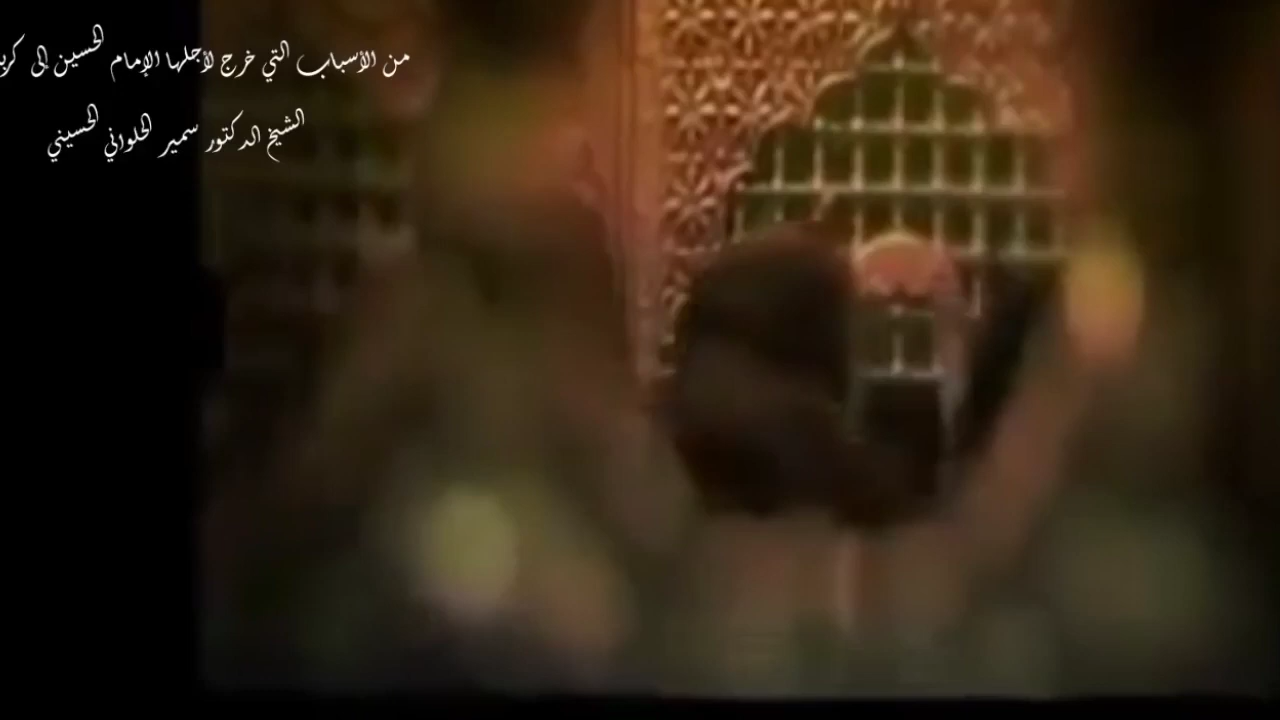 من الأسباب التي خرج لأجلها الإمام الحسين إلى
الشيخ الدكتور سمير الحلواني الحسيني